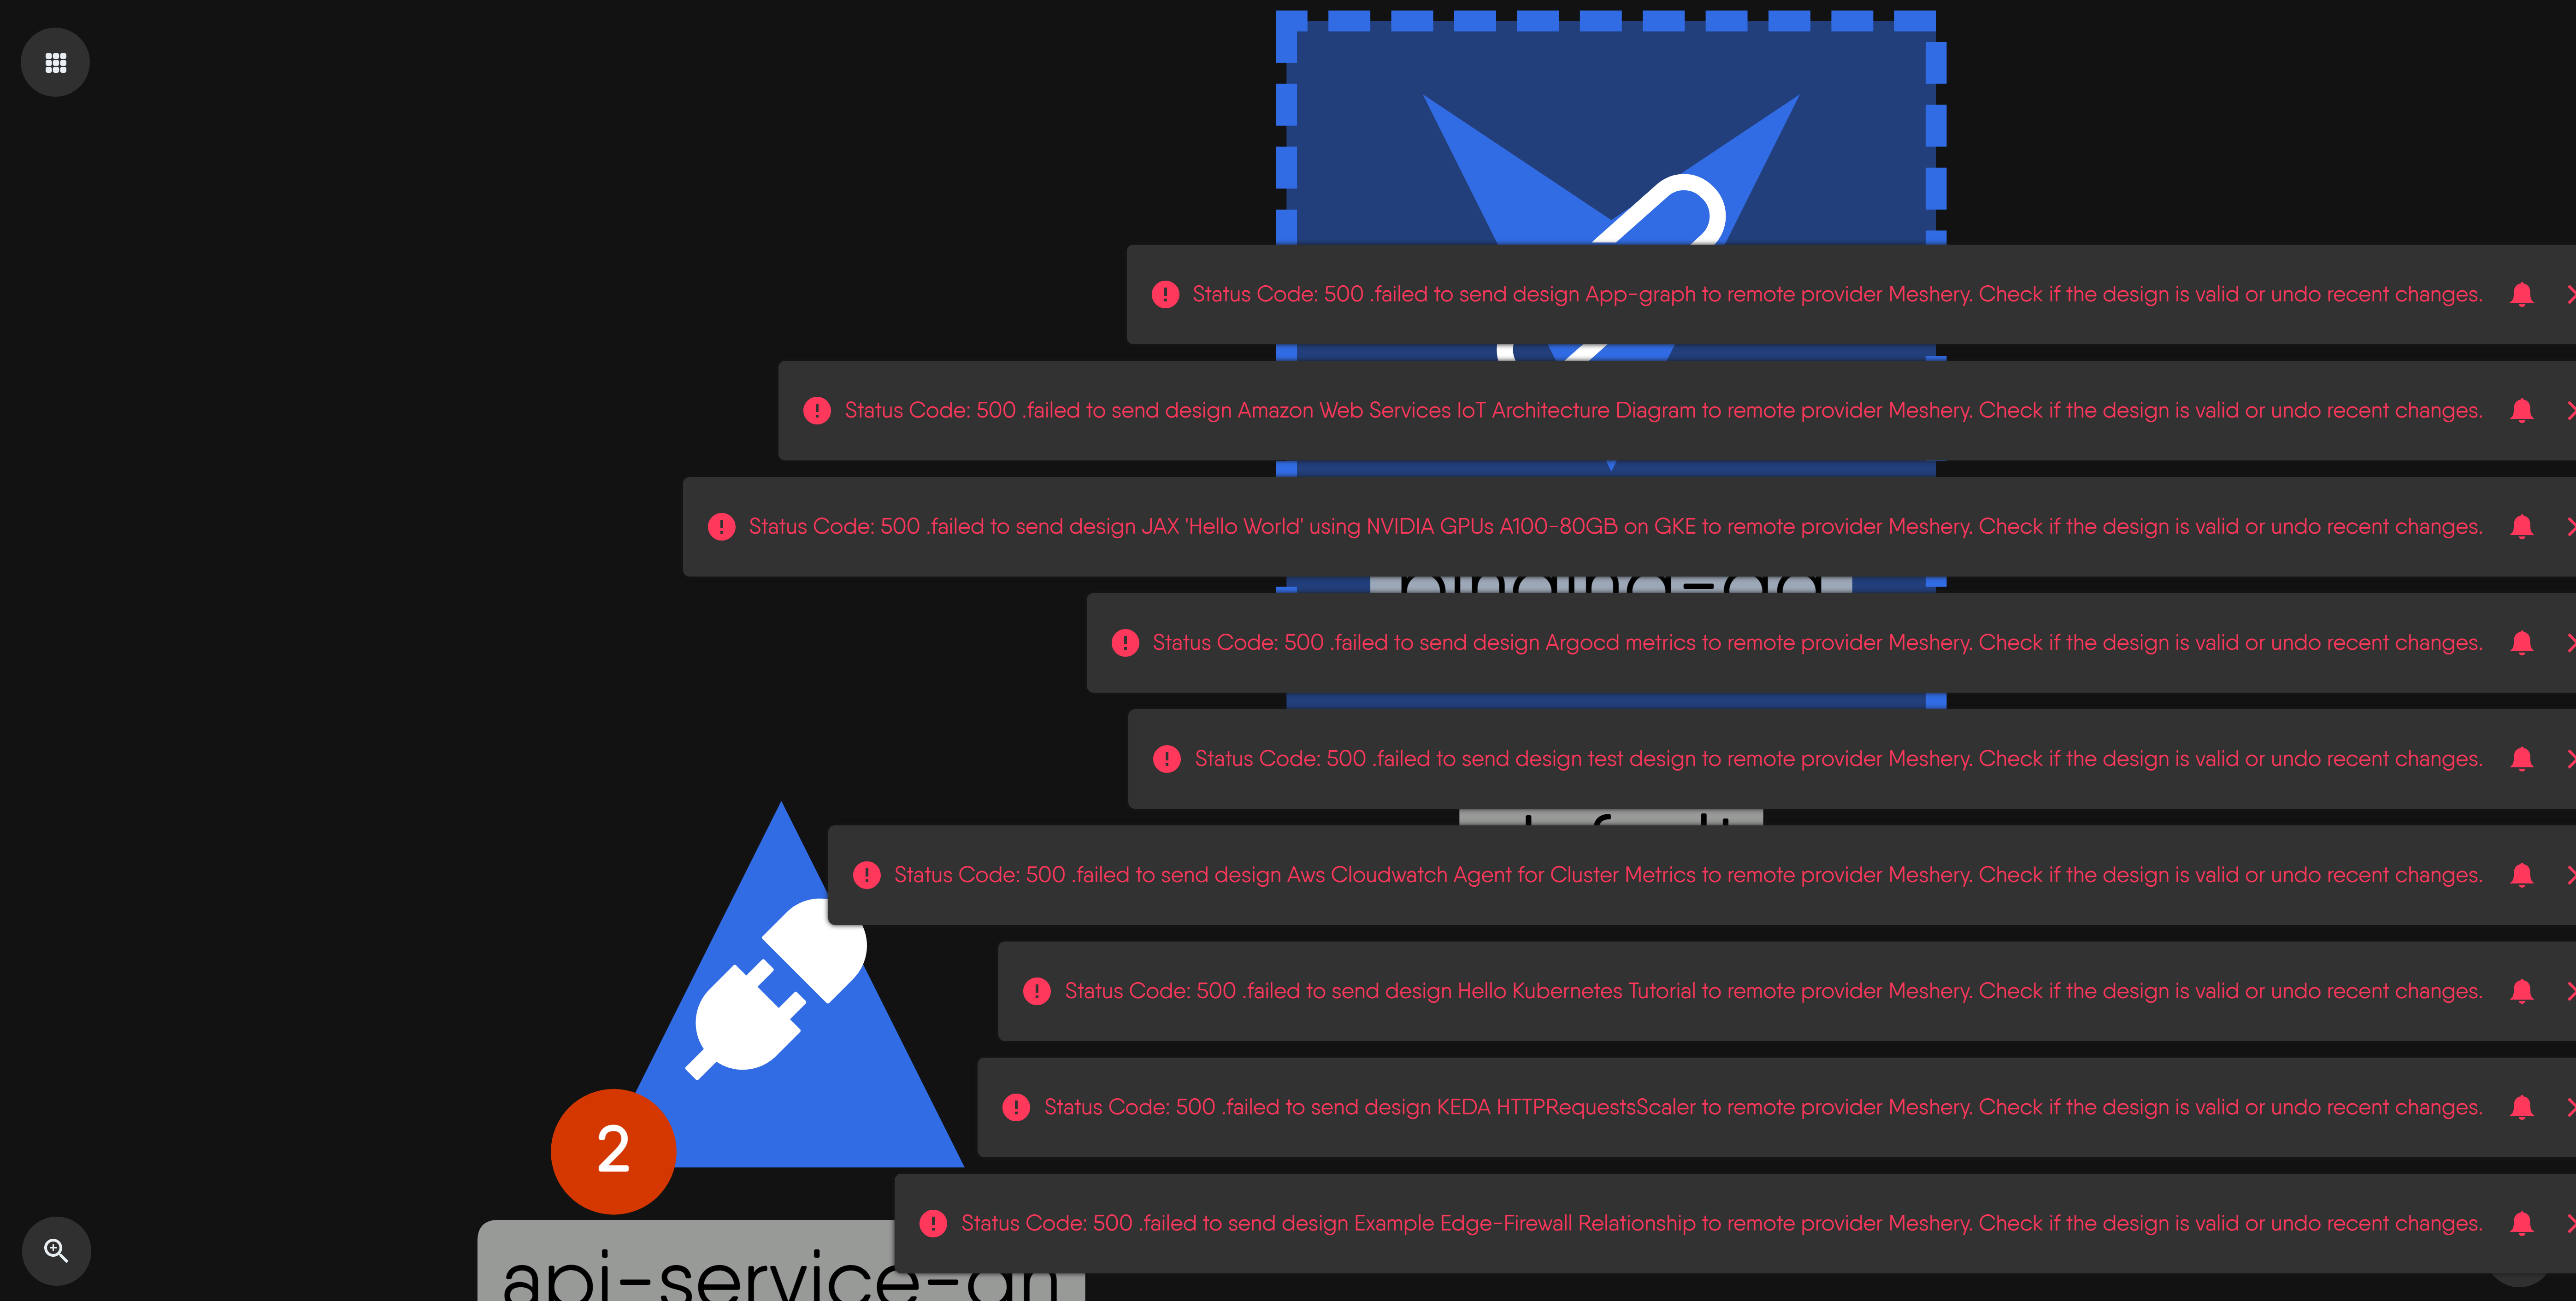 Status Code: 500 .failed to send design App-graph to remote provider Meshery. Check if the design is valid or undo recent changes.
Status Code: 500 .failed to send design Amazon Web Services IoT Architecture Diagram to remote provider Meshery. Check if the design is valid or undo recent changes.
Status Code: 500 .failed to send design JAX 'Hello World' using NVIDIA GPUs A100-80GB on GKE to remote provider Meshery. Check if the design is valid or undo recent changes.
Status Code: 500 .failed to send design Argocd metrics to remote provider Meshery. Check if the design is valid or undo recent changes.
Status Code: 500 .failed to send design test design to remote provider Meshery. Check if the design is valid or undo recent changes.
Status Code: 500 .failed to send design Aws Cloudwatch Agent for Cluster Metrics to remote provider Meshery. Check if the design is valid or undo recent changes.
Status Code: 500 .failed to send design Hello Kubernetes Tutorial to remote provider Meshery. Check if the design is valid or undo recent changes.
Status Code: 500 .failed to send design KEDA HTTPRequestsScaler to remote provider Meshery. Check if the design is valid or undo recent changes.
2
Status Code: 500 .failed to send design Example Edge-Firewall Relationship to remote provider Meshery. Check if the design is valid or undo recent changes.